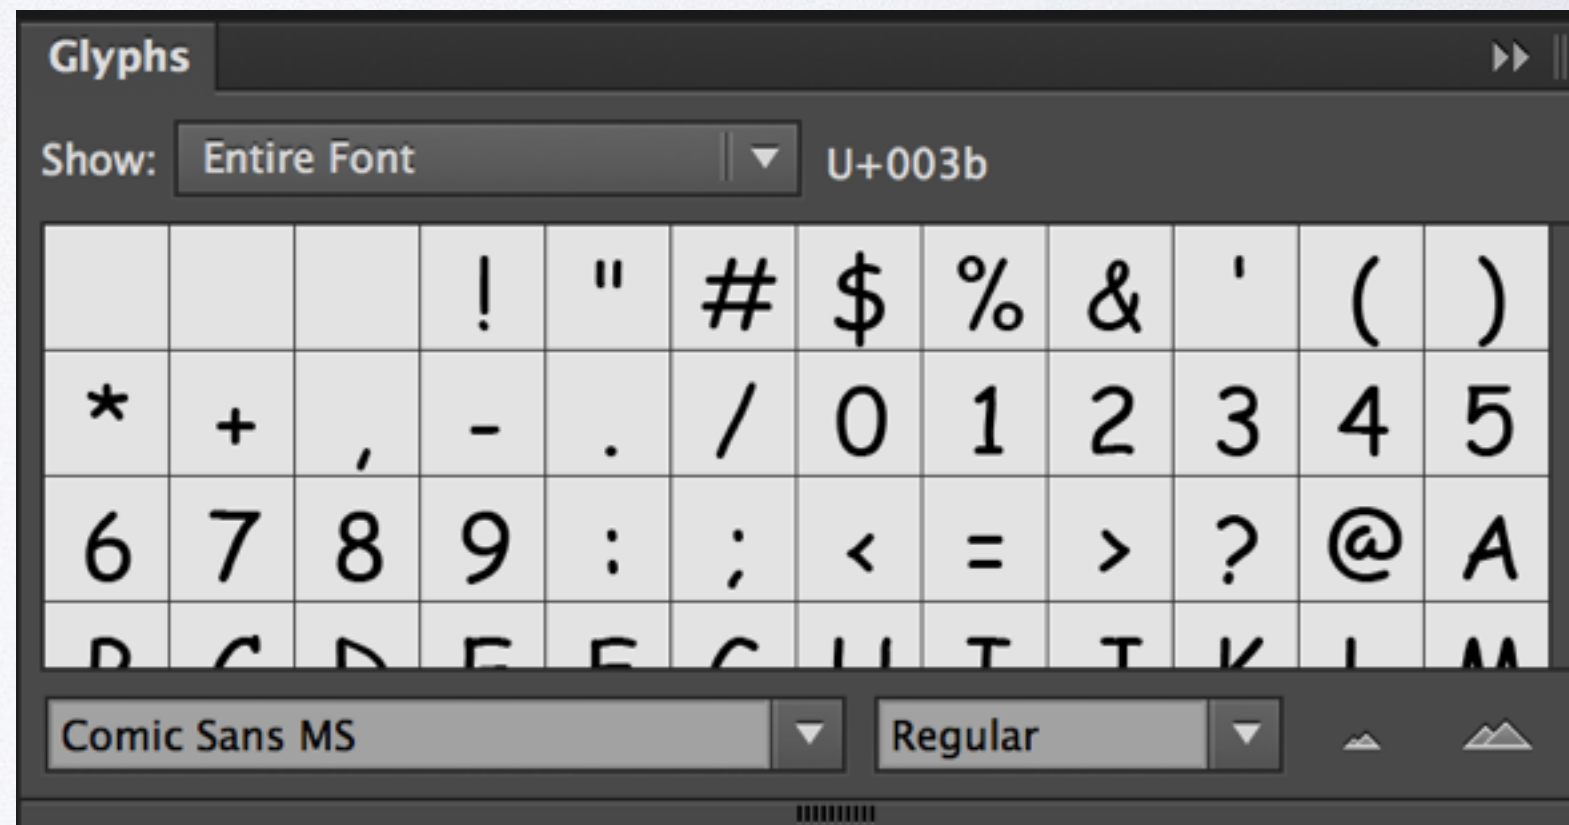 Glyphs
Show: Entire Font U+003b
! " # $ % & ' ( )
* + , - . / 0 1 2 3 4 5
6 7 8 9 : ; < = > ? @ A
B C D E F G H I J K L M
Comic Sans MS Regular